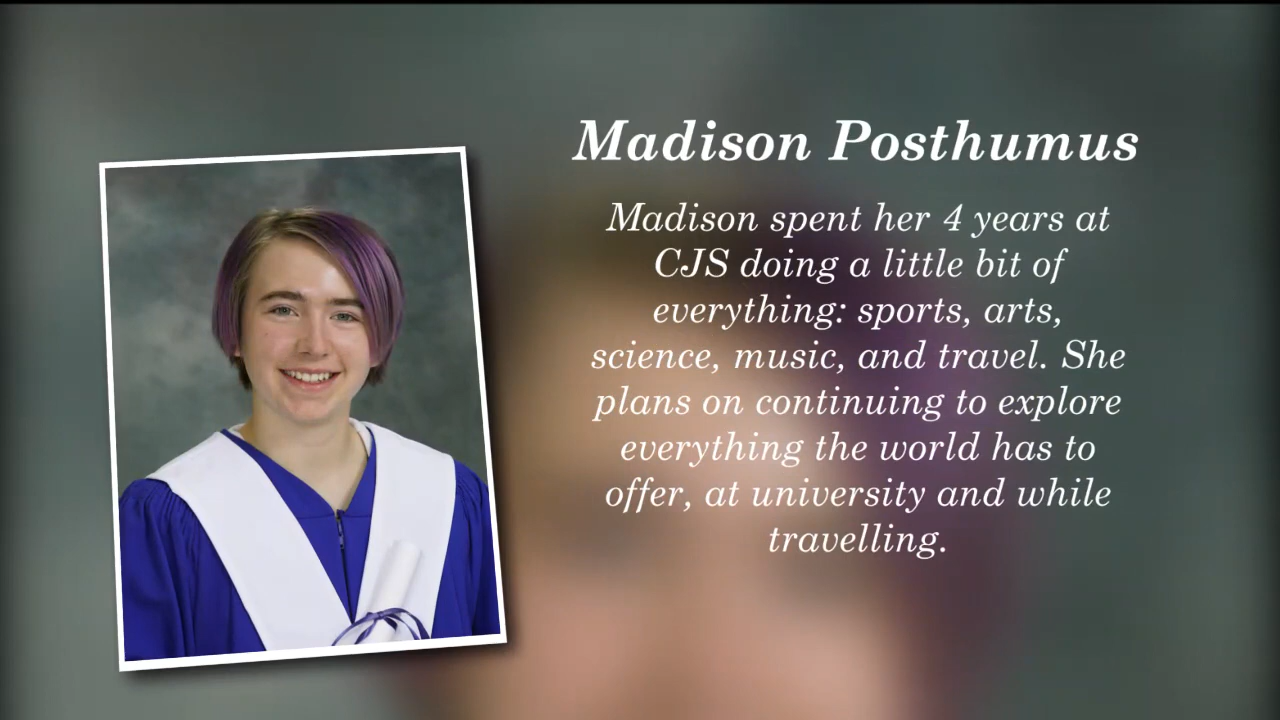 Madison Posthumus
Madison spent her 4 years at
CJS doing a little bit of
everything: sports, arts,
science, music, and travel. She
plans on continuing to explore
everything the world has to
offer, at university and while
travelling.